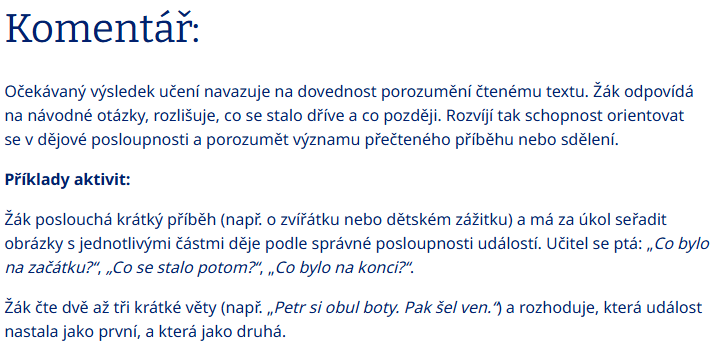 Komentář:
Očekávaný výsledek učení navazuje na dovednost porozumění čtenému textu. Žák odpovídá
na návodné otázky, rozlišuje, co se stalo dříve a co později. Rozvíjí tak schopnost orientovat
se v dějové posloupnosti a porozumět významu přečteného příběhu nebo sdělení.
Příklady aktivit:
Žák poslouchá krátký příběh (např. o zvířátku nebo dětském zážitku) a má za úkol seřadit
obrázky s jednotlivými částmi děje podle správné posloupnosti událostí. Učitel se ptá: „Co bylo
na začátku?“, „Co se stalo potom?“, „Co bylo na konci?“.
Žák čte dvě až tři krátké věty (např. „Petr si obul boty. Pak šel ven.“) a rozhoduje, která událost
nastala jako první, a která jako druhá.